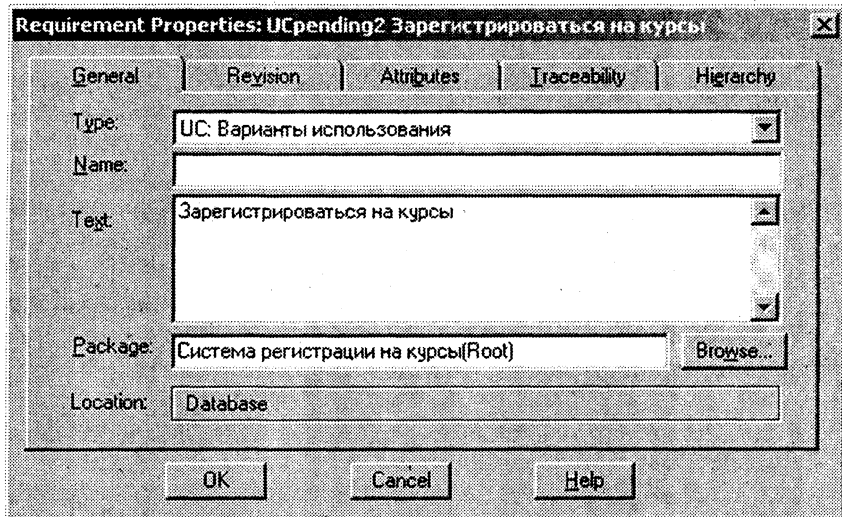 Requirement Properties: UCpending2 Зарегистрироваться на курсы
General Revision Attributes Traceability Hierarchy
Type: UC: Варианты использования
Name:
Text: Зарегистрироваться на курсы
Package: Система регистрации на курсы(Root) Browse...
Location: Database
OK Cancel Help